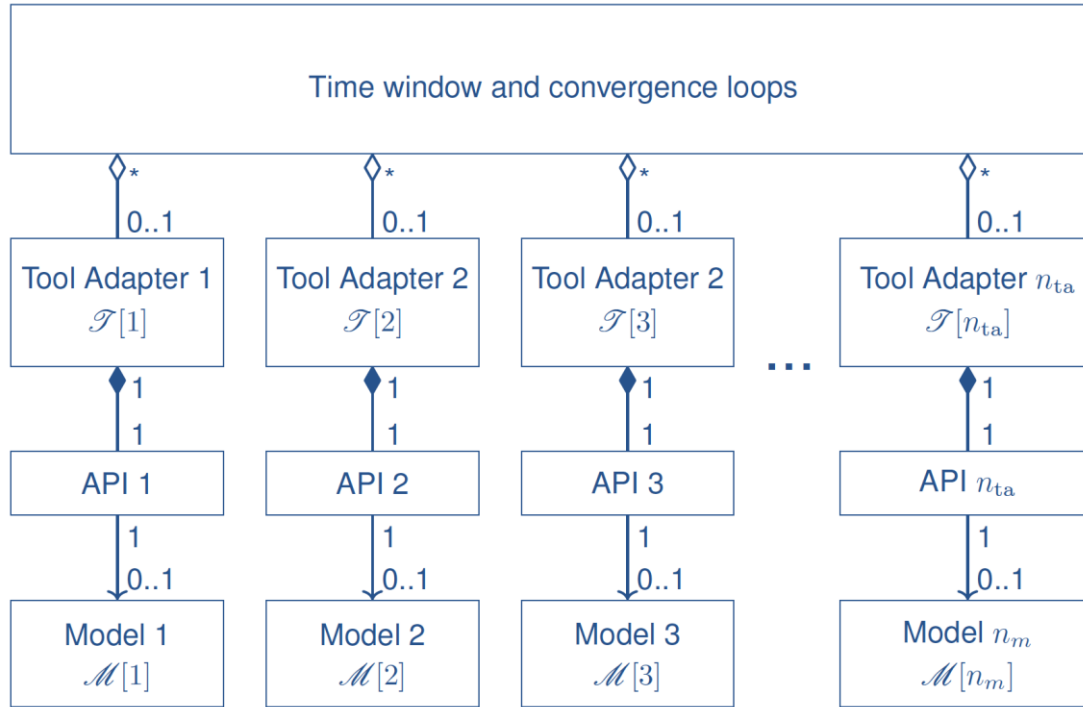 Time window and convergence loops
* * * *
0..1 0..1 0..1 0..1
Tool Adapter 1 Tool Adapter 2 Tool Adapter 2 Tool Adapter n_ta
𝒯[1] 𝒯[2] 𝒯[3] 𝒯[n_ta]
...
1 1 1 1
1 1 1 1
API 1 API 2 API 3 API n_ta
1 1 1 1
0..1 0..1 0..1 0..1
Model 1 Model 2 Model 3 Model n_m
ℳ[1] ℳ[2] ℳ[3] ℳ[n_m]